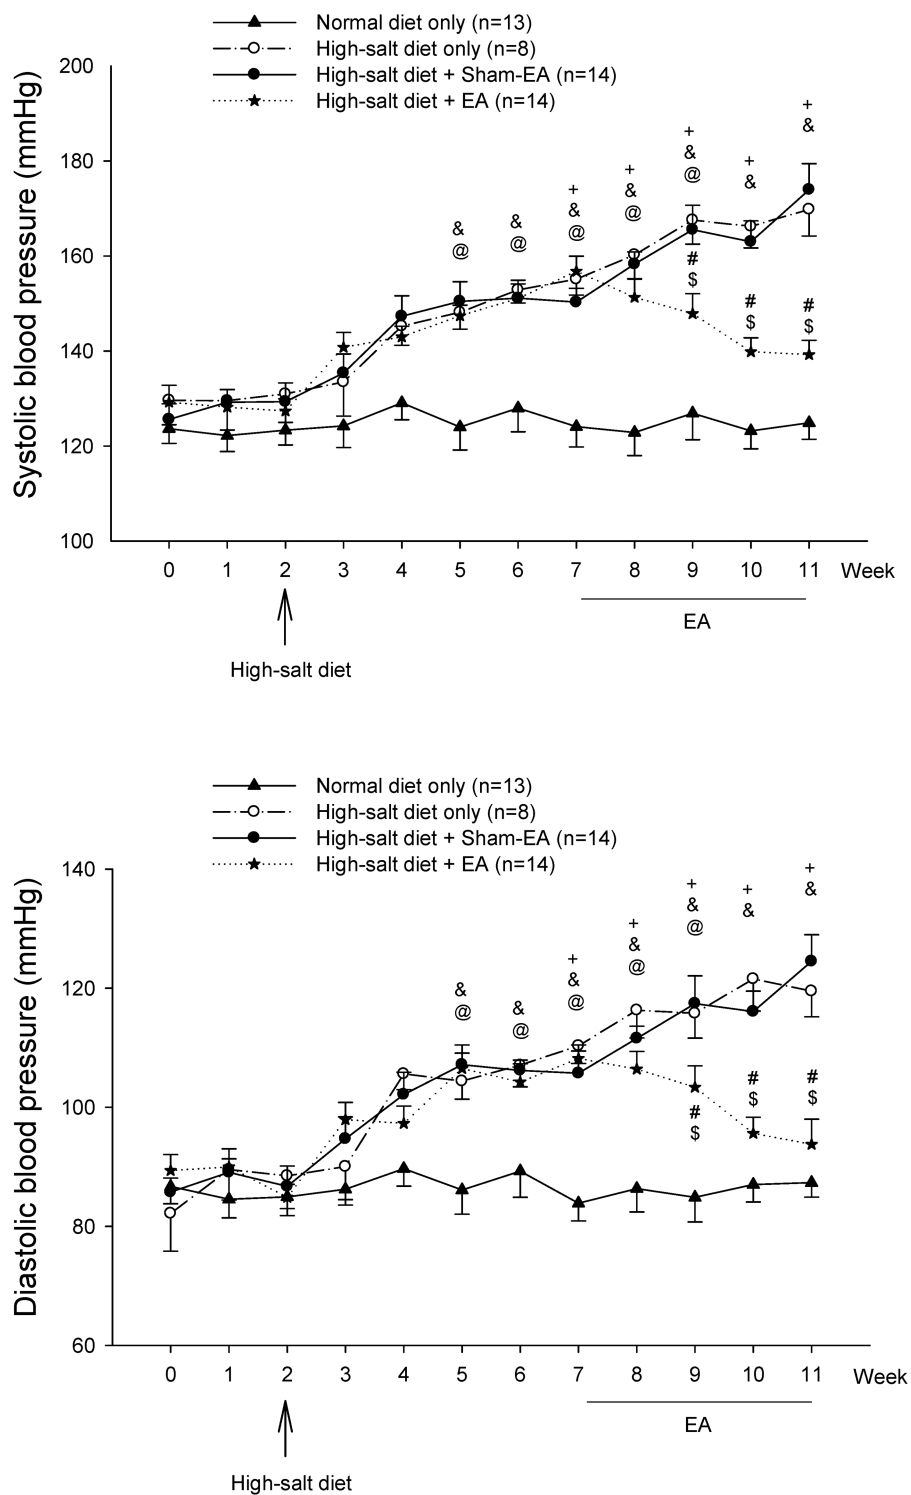 Normal diet only (n=13)
High-salt diet only (n=8)
High-salt diet + Sham-EA (n=14)
High-salt diet + EA (n=14)
Systolic blood pressure (mmHg)
200
180
160
140
120
100
& @
& @
+ & @
+ & @
+ & @
+ &
+ &
# $
# $
# $
0 1 2 3 4 5 6 7 8 9 10 11 Week
EA
High-salt diet
Normal diet only (n=13)
High-salt diet only (n=8)
High-salt diet + Sham-EA (n=14)
High-salt diet + EA (n=14)
Diastolic blood pressure (mmHg)
140
120
100
80
60
& @
& @
+ & @
+ & @
+ & @
+ &
+ &
# $
# $
# $
0 1 2 3 4 5 6 7 8 9 10 11 Week
EA
High-salt diet